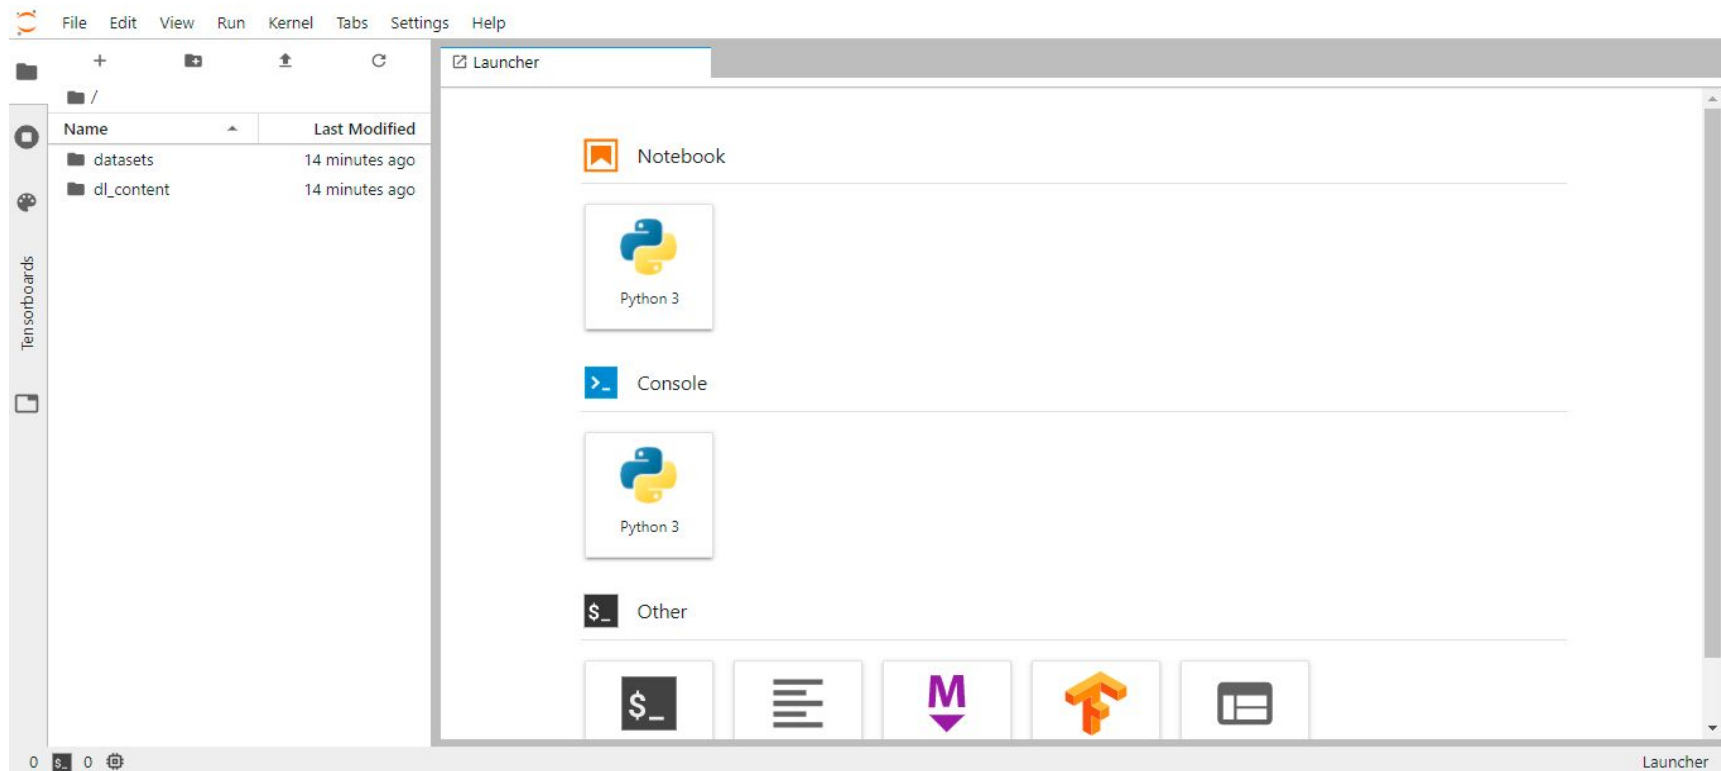 File Edit View Run Kernel Tabs Settings Help
Launcher
/
Name Last Modified
datasets 14 minutes ago
dl_content 14 minutes ago
Tensorboards
Notebook
Python 3
Console
Python 3
$_ Other
$_
M
0 $_ 0 Launcher